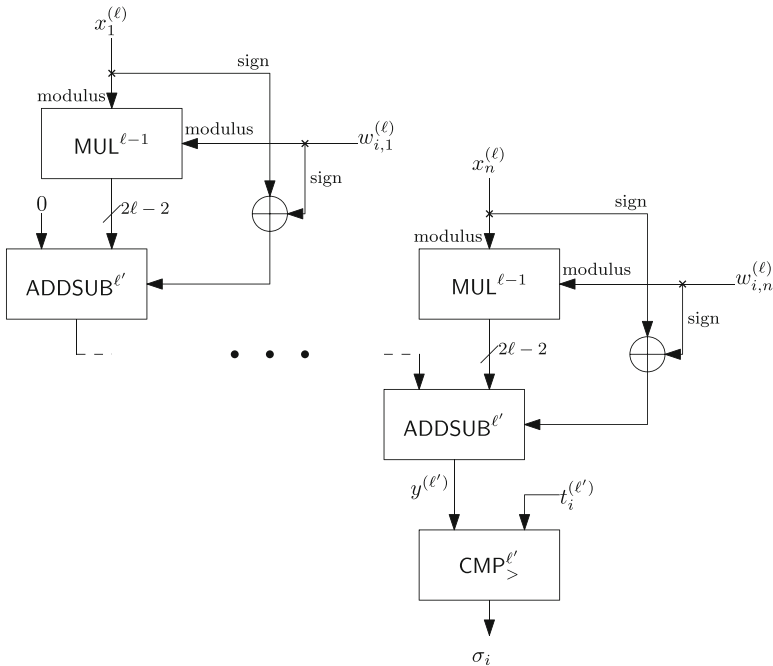 x_1^{(ℓ)}
sign
modulus
MUL^{ℓ−1}
modulus
w_{i,1}^{(ℓ)}
sign
0
2ℓ − 2
ADDSUB^{ℓ′}
x_n^{(ℓ)}
sign
modulus
MUL^{ℓ−1}
modulus
w_{i,n}^{(ℓ)}
sign
2ℓ − 2
ADDSUB^{ℓ′}
y^{(ℓ′)}
t_i^{(ℓ′)}
CMP_>^{ℓ′}
σ_i